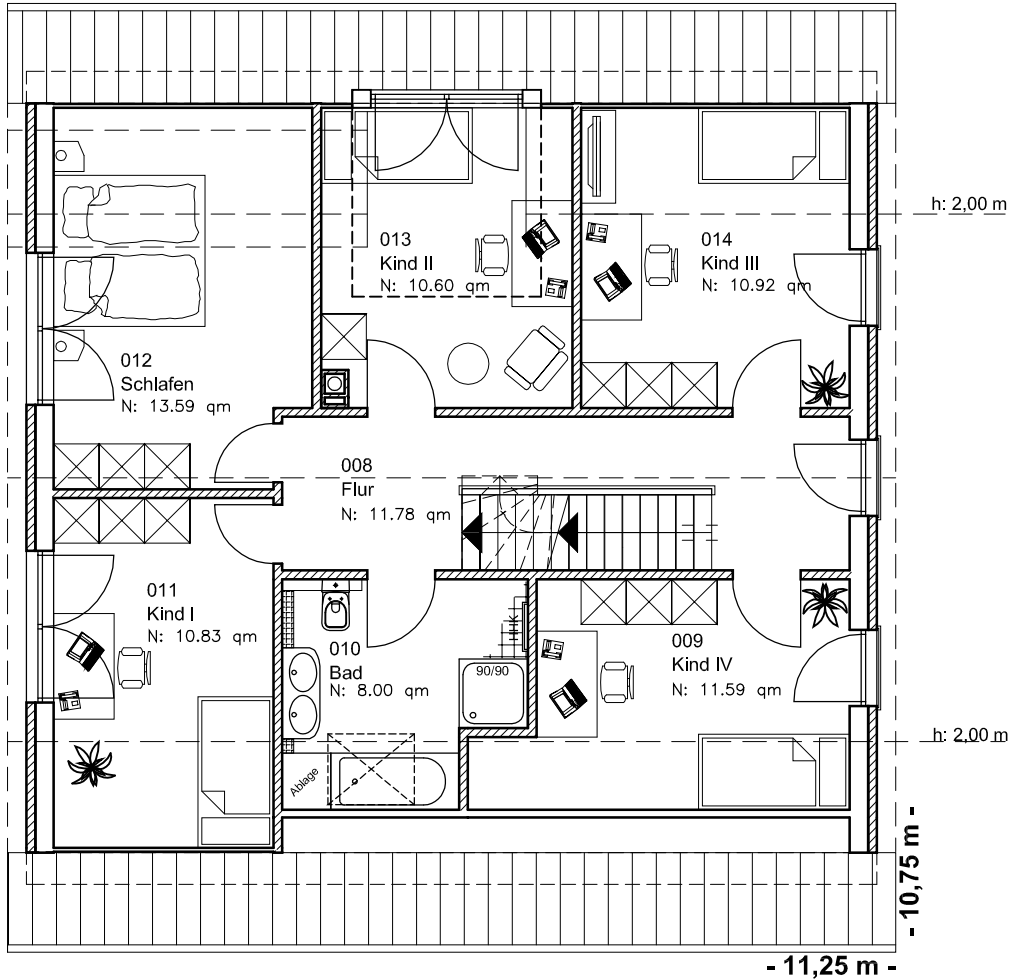 h: 2,00 m
013
Kind II
N: 10.60 qm
014
Kind III
N: 10.92 qm
012
Schlafen
N: 13.59 qm
008
Flur
N: 11.78 qm
011
Kind I
N: 10.83 qm
010
Bad
N: 8.00 qm
90/90
009
Kind IV
N: 11.59 qm
h: 2,00 m
Ablage
- 10,75 m -
- 11,25 m -